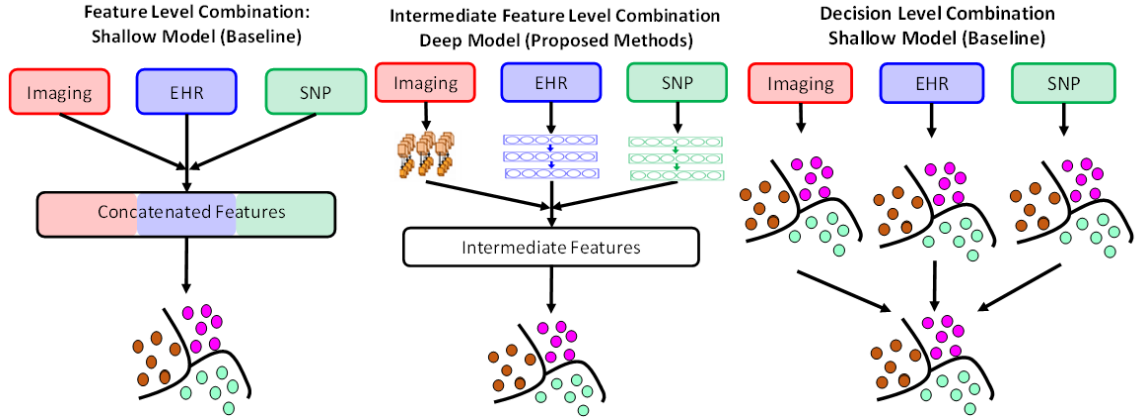 Feature Level Combination:
Shallow Model (Baseline)
Imaging
EHR
SNP
Concatenated Features
Intermediate Feature Level Combination
Deep Model (Proposed Methods)
Imaging
EHR
SNP
Intermediate Features
Decision Level Combination
Shallow Model (Baseline)
Imaging
EHR
SNP